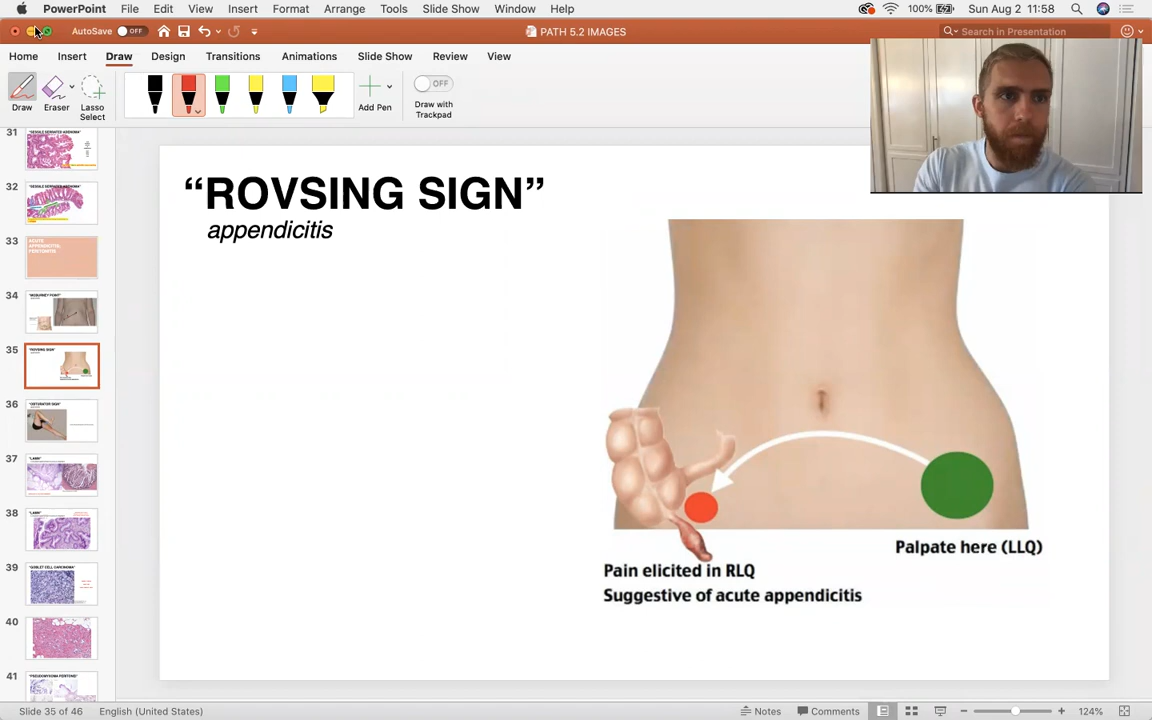 PowerPoint File Edit View Insert Format Arrange Tools Slide Show Window Help 100% Sun Aug 2 11:58
AutoSave OFF PATH 5.2 IMAGES Search in Presentation
Home Insert Draw Design Transitions Animations Slide Show Review View
Draw Eraser Lasso Select Add Pen OFF Draw with Trackpad
31
32
33
ACUTE
APPENDICITIS,
PERITONITIS
34
35
36
37
38
39
40
41
“ROVSING SIGN”
appendicitis
Palpate here (LLQ)
Pain elicited in RLQ
Suggestive of acute appendicitis
Slide 35 of 46 English (United States) Notes Comments 124%